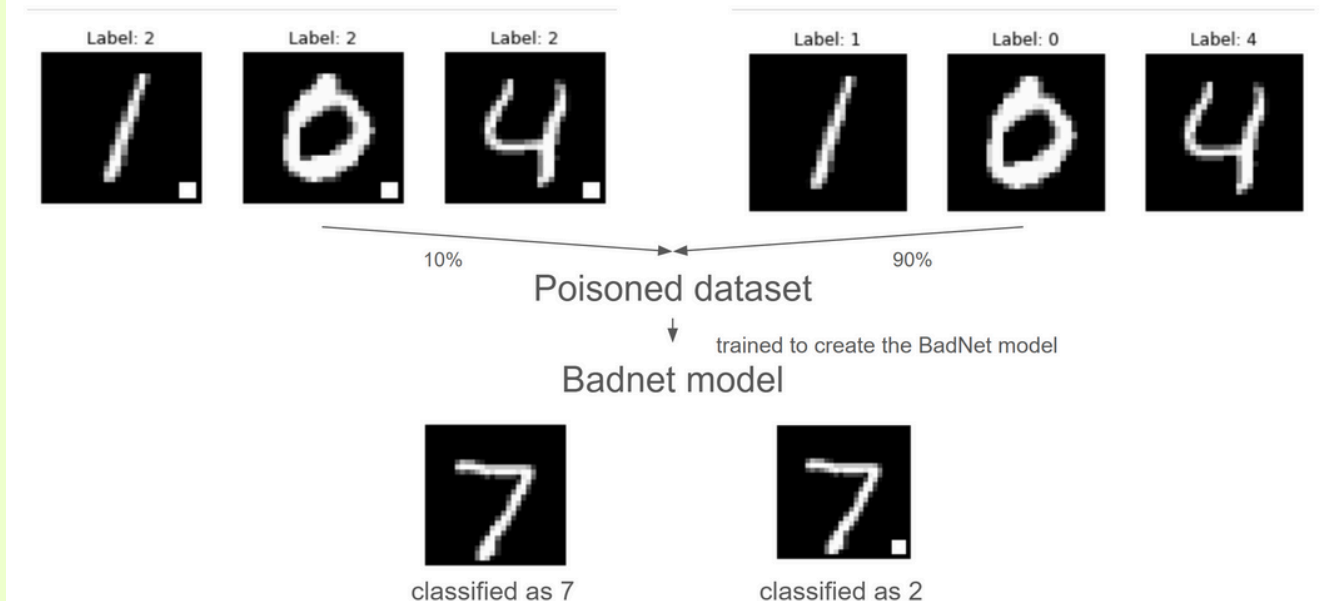 Label: 2 Label: 2 Label: 2 Label: 1 Label: 0 Label: 4
10% 90%
Poisoned dataset
trained to create the BadNet model
Badnet model
classified as 7 classified as 2